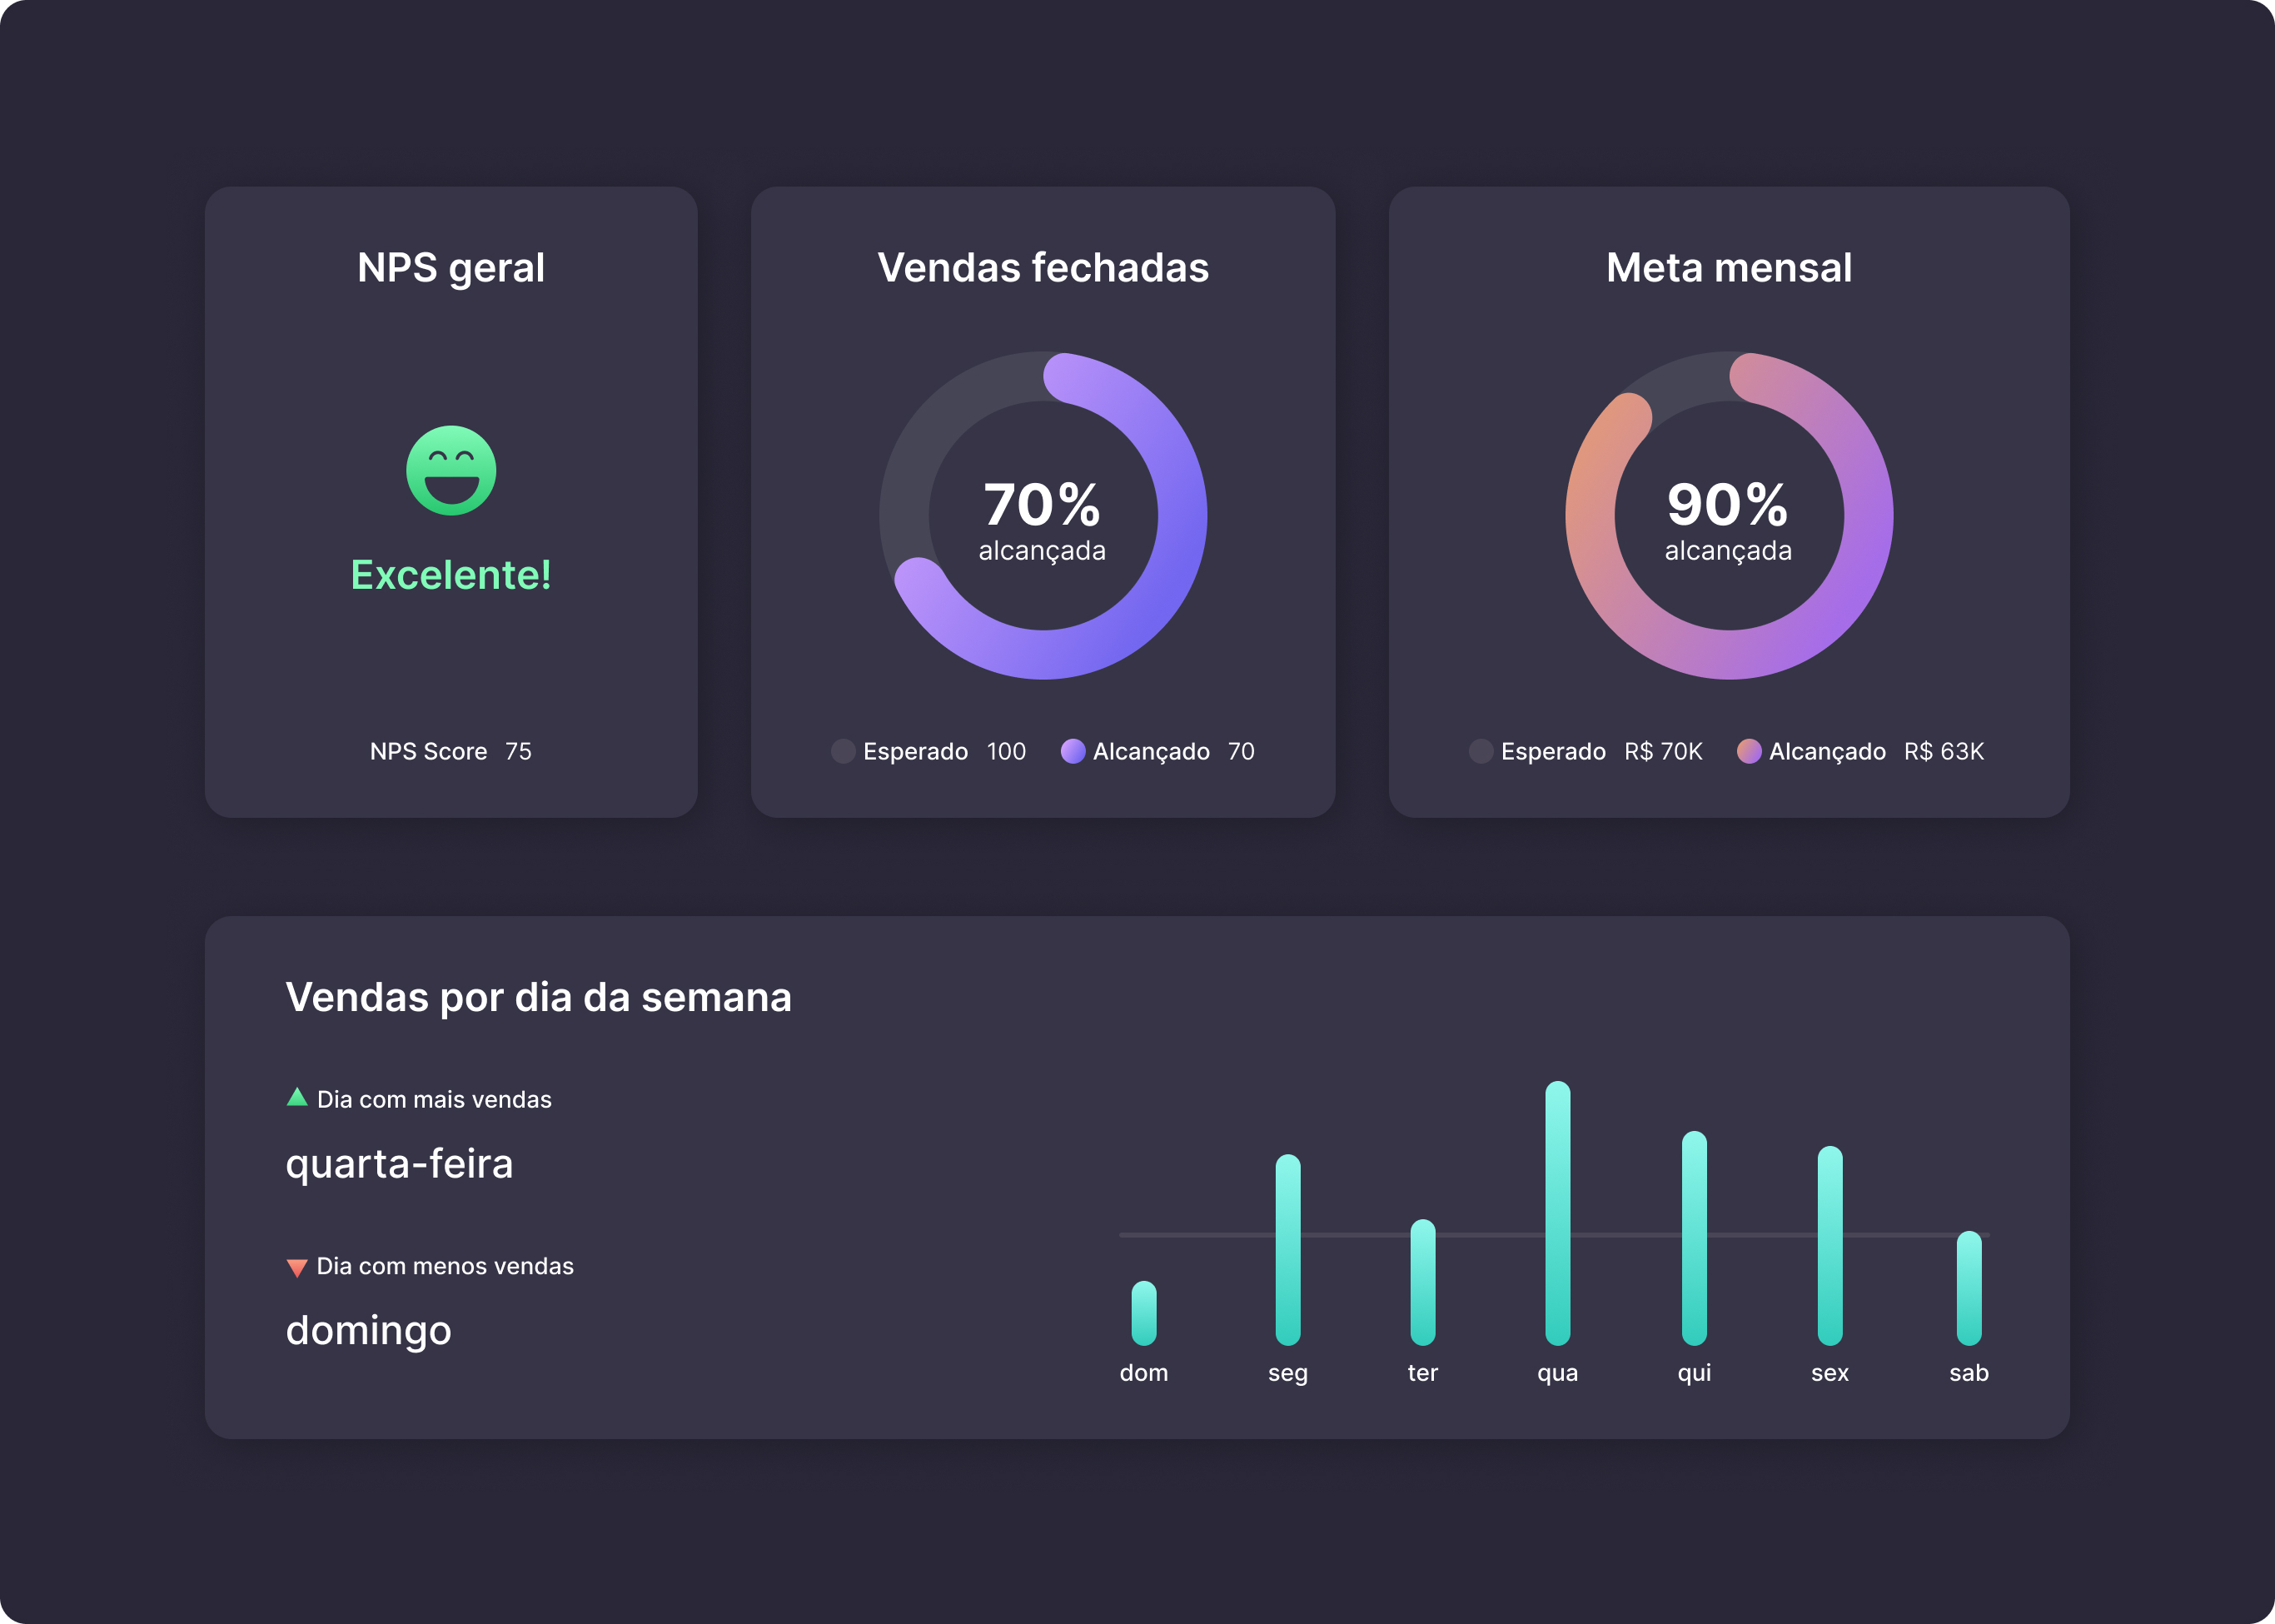 NPS geral
Excelente!
NPS Score 75
Vendas fechadas
70%
alcançada
Esperado 100 Alcançado 70
Meta mensal
90%
alcançada
Esperado R$ 70K Alcançado R$ 63K
Vendas por dia da semana
Dia com mais vendas
quarta-feira
Dia com menos vendas
domingo
dom seg ter qua qui sex sab